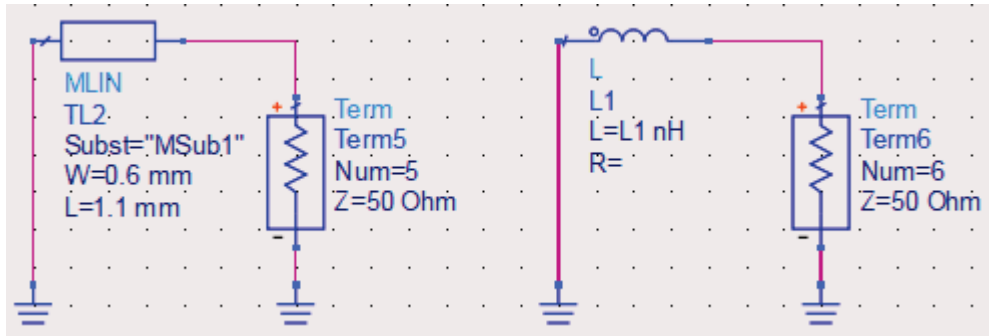 MLIN
TL2
Subst="MSub1"
W=0.6 mm
L=1.1 mm
+
Term
Term5
Num=5
Z=50 Ohm
-
L
L1
L=L1 nH
R=
+
Term
Term6
Num=6
Z=50 Ohm
-